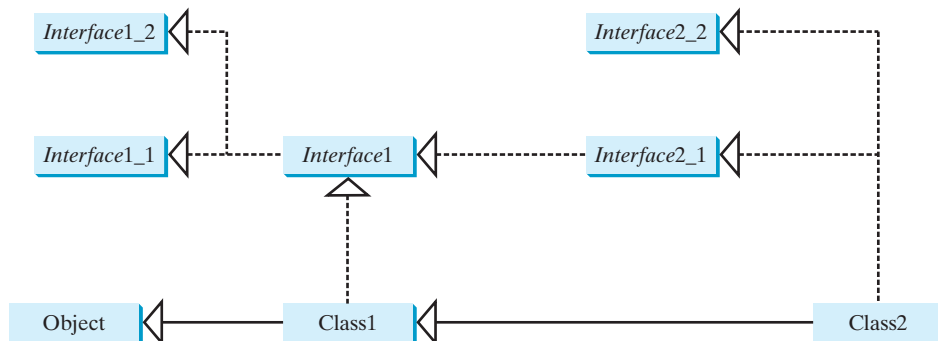 Interface1_2
Interface2_2
Interface1_1
Interface1
Interface2_1
Object
Class1
Class2